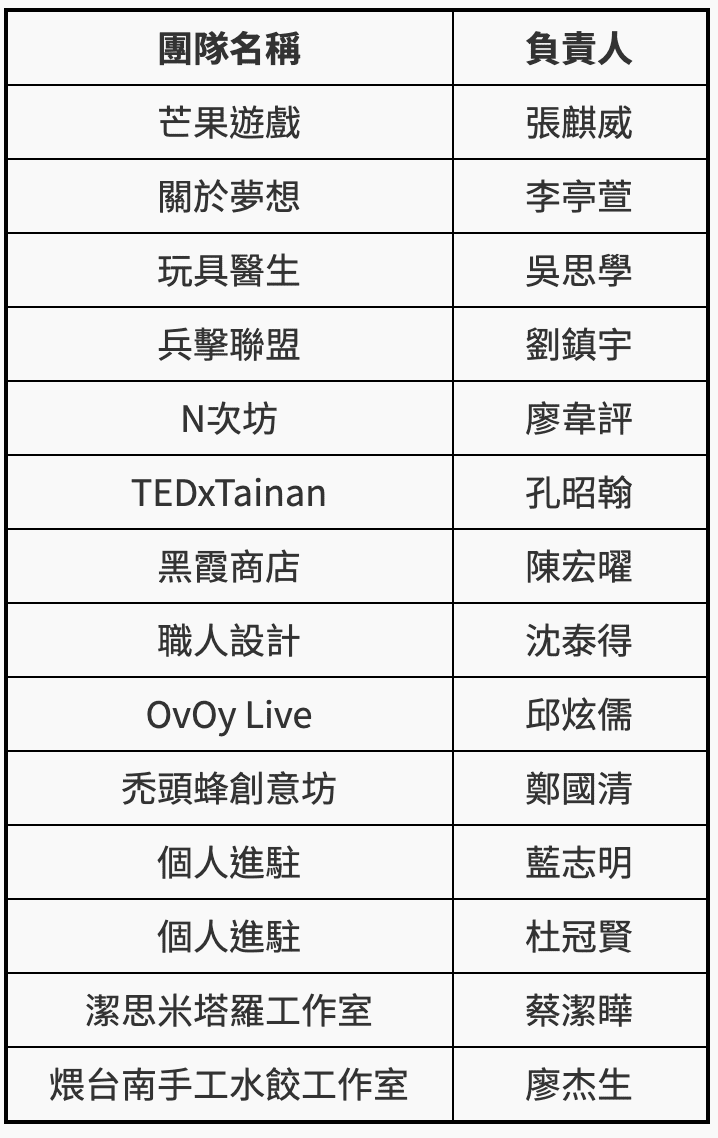 團隊名稱 負責人
芒果遊戲 張麒威
關於夢想 李亭萱
玩具醫生 吳思學
兵擊聯盟 劉鎮宇
N次坊 廖韋評
TEDxTainan 孔昭翰
黑霞商店 陳宏曜
職人設計 沈泰得
OvOy Live 邱炫儒
禿頭蜂創意坊 鄭國清
個人進駐 藍志明
個人進駐 杜冠賢
潔思米塔羅工作室 蔡潔曄
煨台南手工水餃工作室 廖杰生